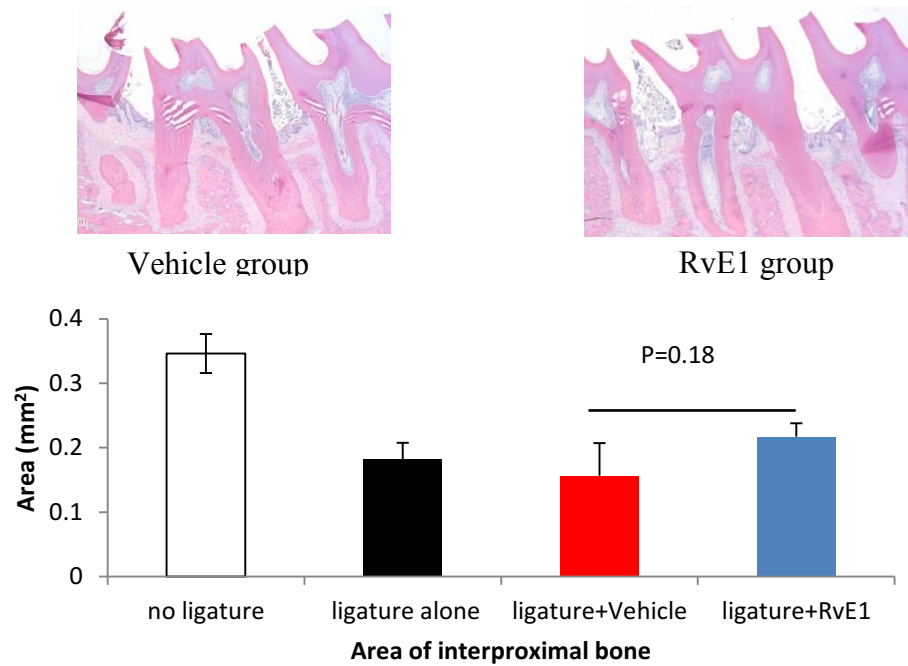 Vehicle group
RvE1 group
0.4
0.3
0.2
0.1
0
Area (mm²)
P=0.18
no ligature
ligature alone
ligature+Vehicle
ligature+RvE1
Area of interproximal bone